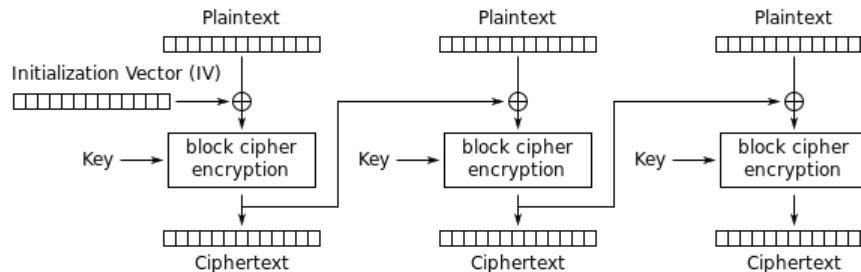 Plaintext
Plaintext
Plaintext
Initialization Vector (IV)
Key
block cipher
encryption
Key
block cipher
encryption
Key
block cipher
encryption
Ciphertext
Ciphertext
Ciphertext